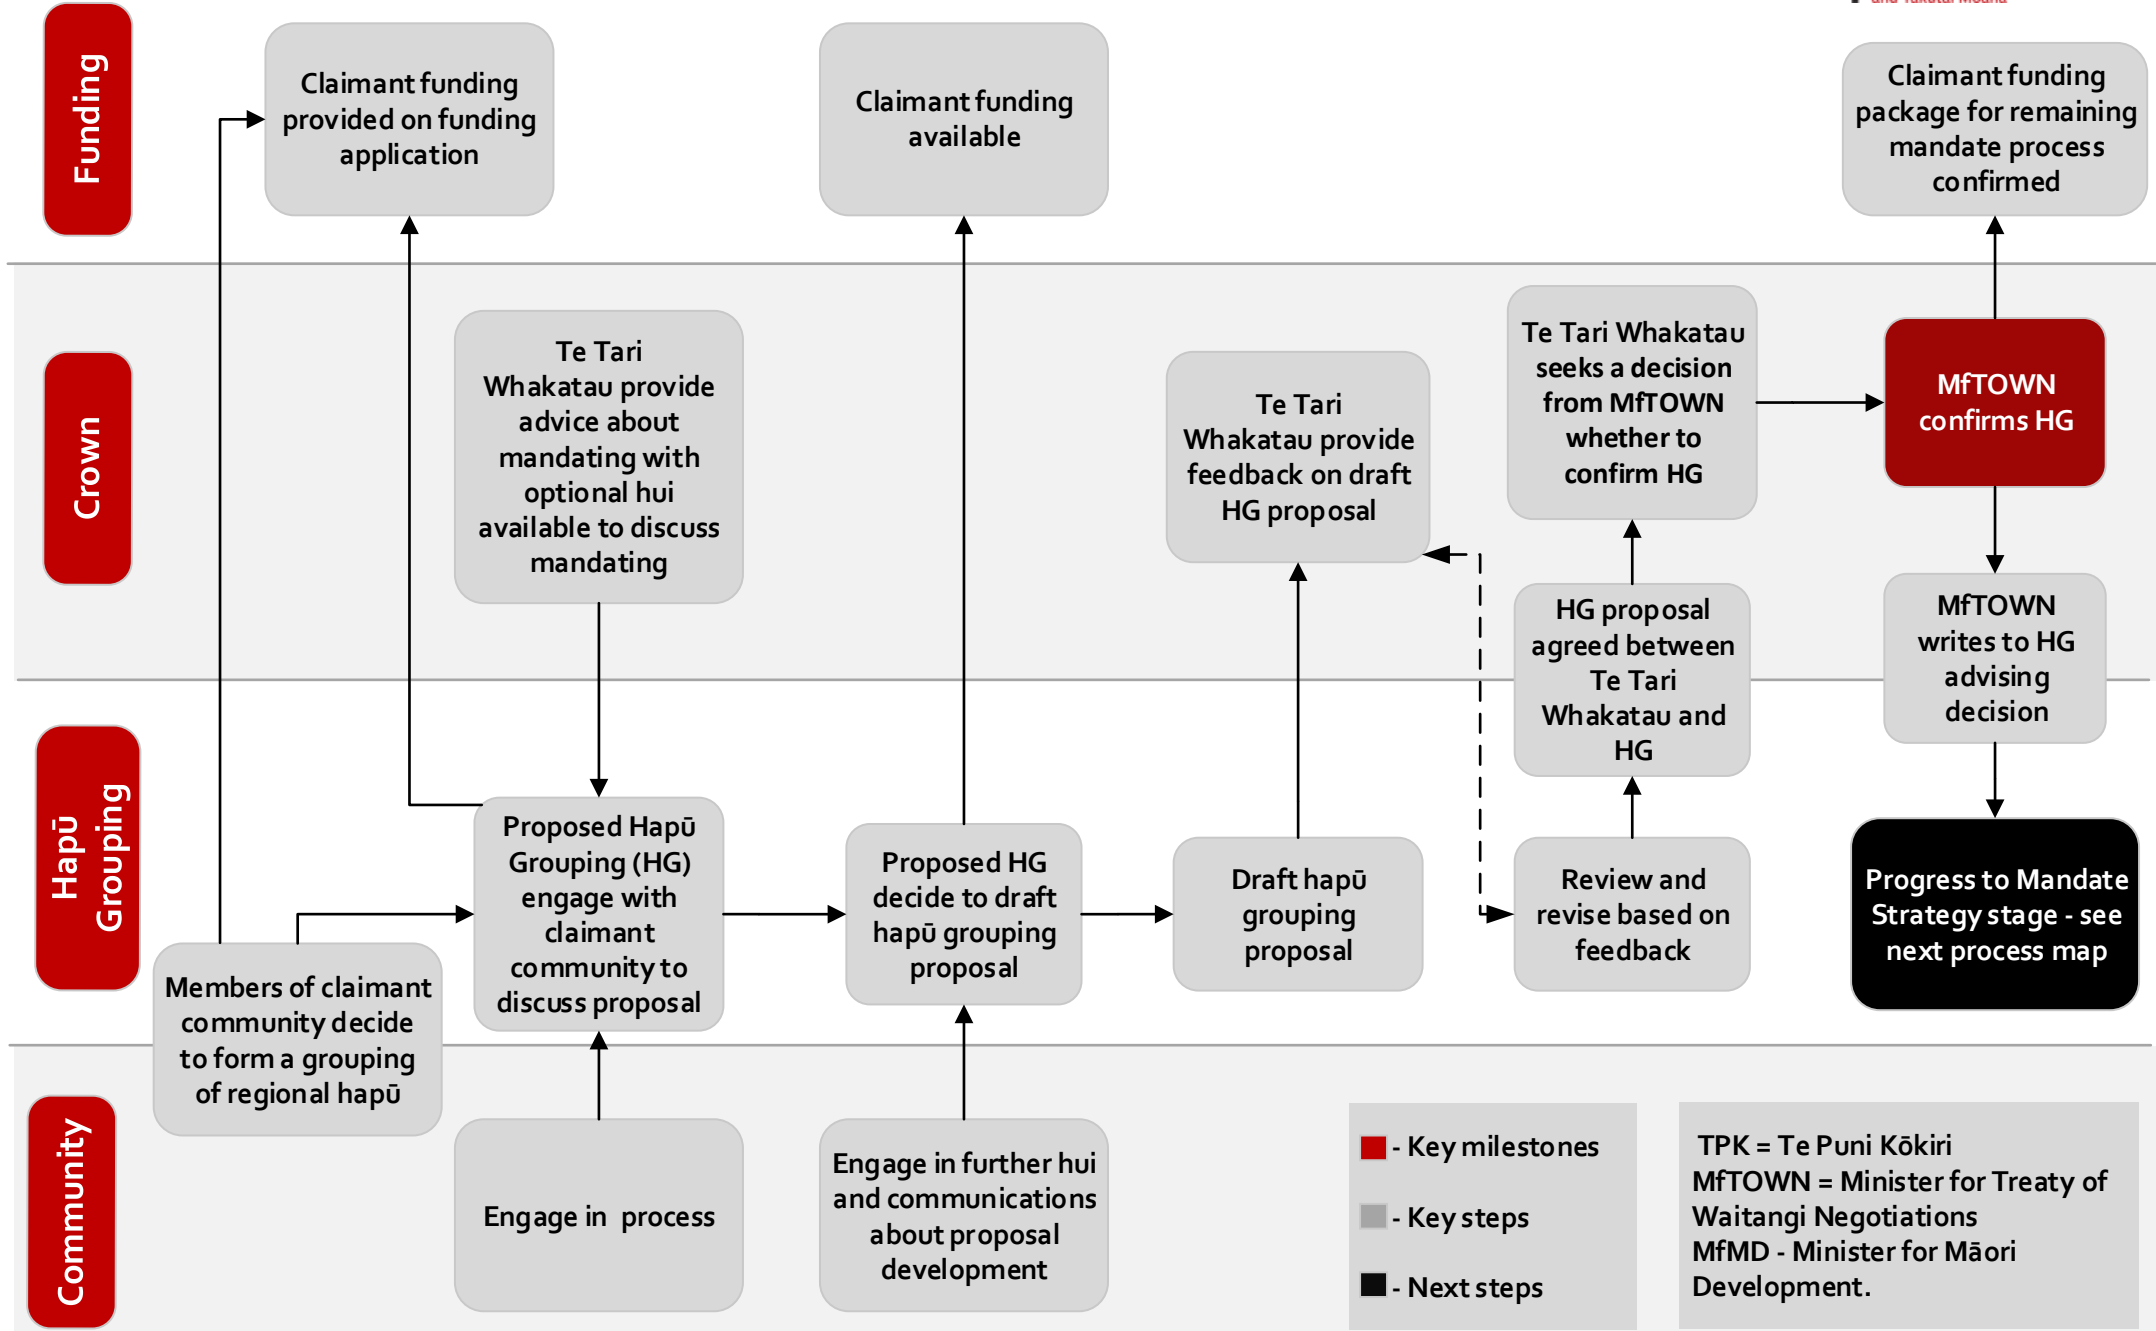 and Takutai Moana
Funding
Claimant funding
provided on funding
application
Claimant funding
available
Claimant funding
package for remaining
mandate process
confirmed
Crown
Te Tari
Whakatau provide
advice about
mandating with
optional hui
available to discuss
mandating
Te Tari
Whakatau provide
feedback on draft
HG proposal
Te Tari Whakatau
seeks a decision
from MfTOWN
whether to
confirm HG
MfTOWN
confirms HG
HG proposal
agreed between
Te Tari
Whakatau and
HG
MfTOWN
writes to HG
advising
decision
Hapū
Grouping
Members of claimant
community decide
to form a grouping
of regional hapū
Proposed Hapū
Grouping (HG)
engage with
claimant
community to
discuss proposal
Proposed HG
decide to draft
hapū grouping
proposal
Draft hapū
grouping
proposal
Review and
revise based on
feedback
Progress to Mandate
Strategy stage - see
next process map
Community
Engage in process
Engage in further hui
and communications
about proposal
development
- Key milestones
- Key steps
- Next steps
TPK = Te Puni Kōkiri
MfTOWN = Minister for Treaty of
Waitangi Negotiations
MfMD - Minister for Māori
Development.